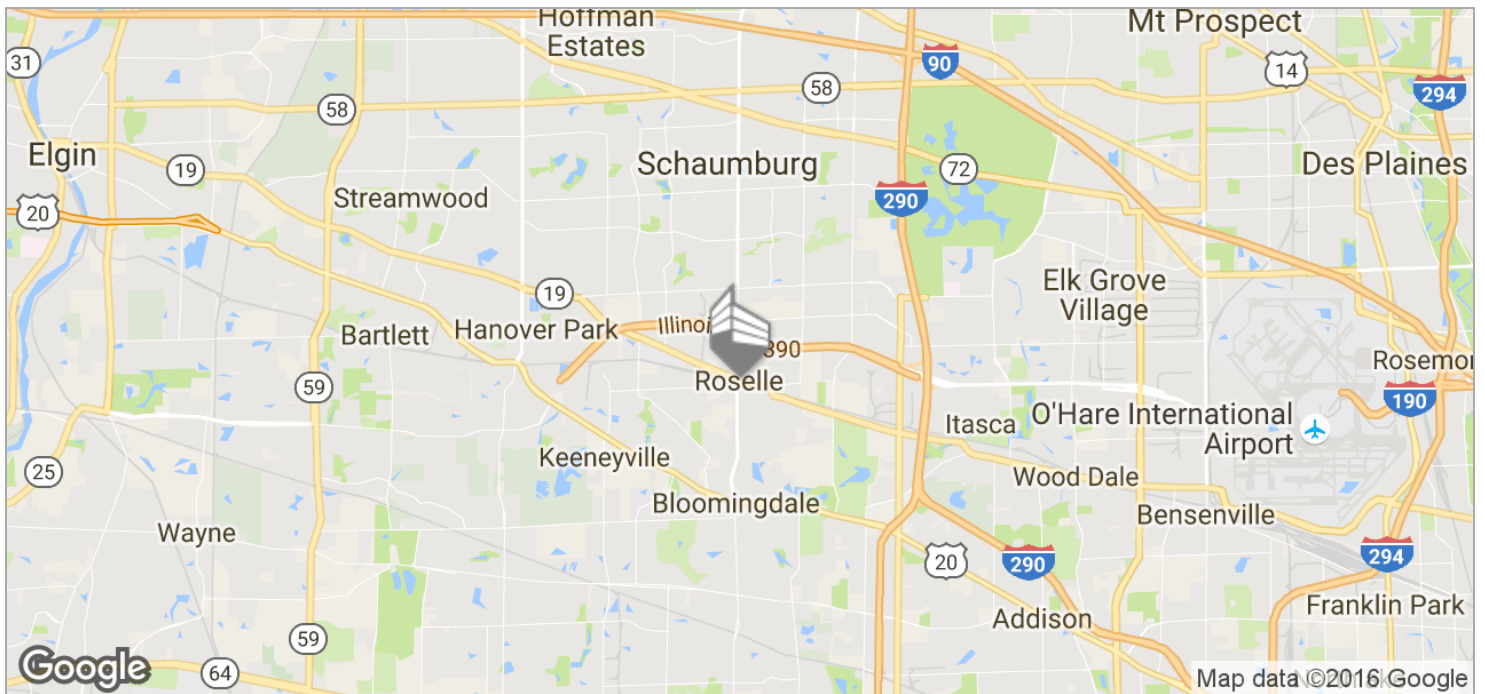 Hoffman
Estates
Mt Prospect
31
90
14
58
294
58
Elgin
Schaumburg
Des Plaines
19
72
Streamwood
290
20
Elk Grove
Village
19
Illinoi
Bartlett
Hanover Park
390
Rosemon
Roselle
59
190
O'Hare International
Airport
Itasca
Keeneyville
25
Wood Dale
Bloomingdale
Bensenville
Wayne
294
20
290
Franklin Park
Addison
59
64
Google
Map data ©2016 Google